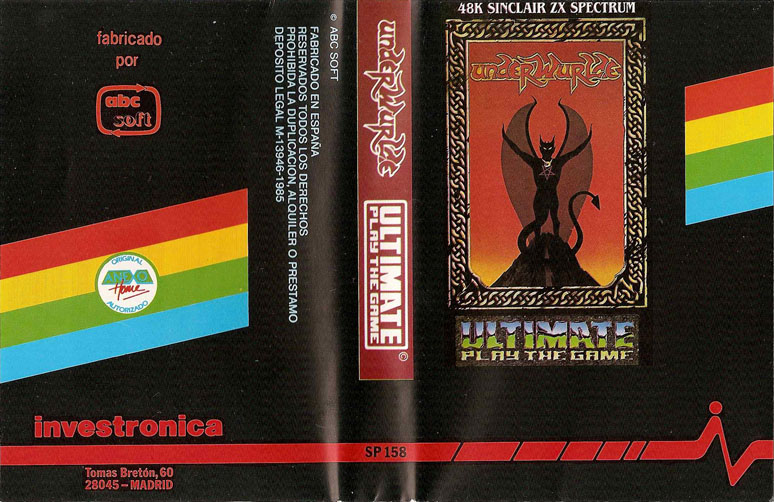 fabricado
por
abc
soft
ORIGINAL
Home
AUTORIZADO
investronica
Tomas Bretón, 60
28045 – MADRID
© ABC SOFT
FABRICADO EN ESPAÑA
RESERVADOS TODOS LOS DERECHOS
PROHIBIDA LA DUPLICACION, ALQUILER O PRESTAMO
DEPOSITO LEGAL M-13946-1985
underwurlde
ULTIMATE
PLAY THE GAME
©
SP 158
48K SINCLAIR ZX SPECTRUM
underwurlde
ULTIMATE
PLAY THE GAME